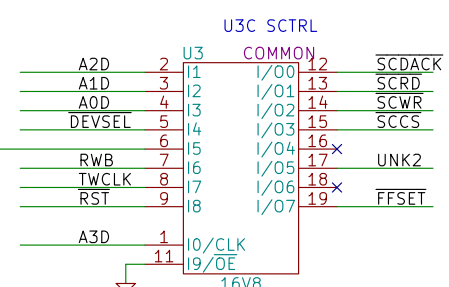 U3C SCTRL
U3 COMMON
A2D 2 I1 I/O0 12 SCDACK
A1D 3 I2 I/O1 13 SCRD
A0D 4 I3 I/O2 14 SCWR
DEVSEL 5 I4 I/O3 15 SCCS
6 I5 I/O4 16
RWB 7 I6 I/O5 17 UNK2
TWCLK 8 I7 I/O6 18
RST 9 I8 I/O7 19 FFSET
A3D 1 I0/CLK
11 I9/OE
16V8